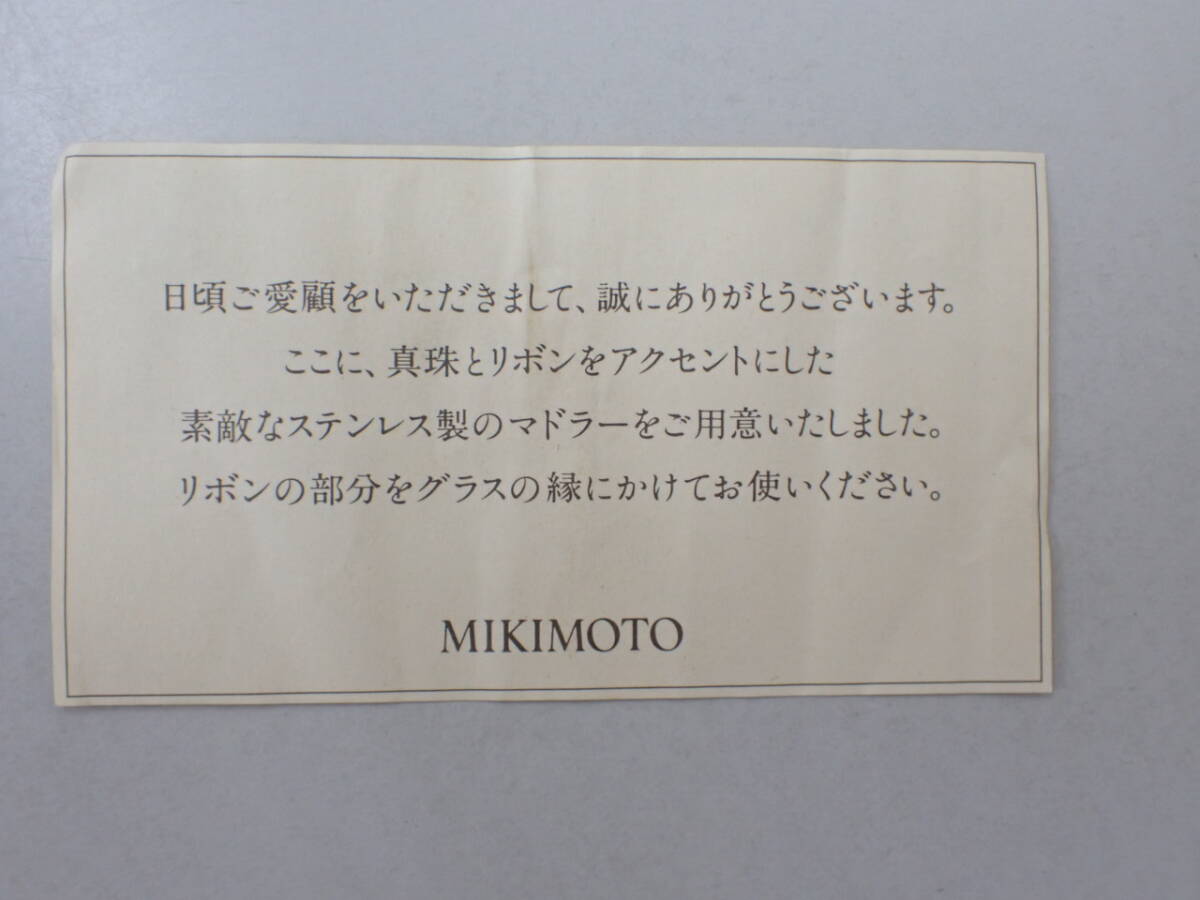 日頃ご愛顧をいただきまして、誠にありがとうございます。
ここに、真珠とリボンをアクセントにした
素敵なステンレス製のマドラーをご用意いたしました。
リボンの部分をグラスの縁にかけてお使いください。
MIKIMOTO